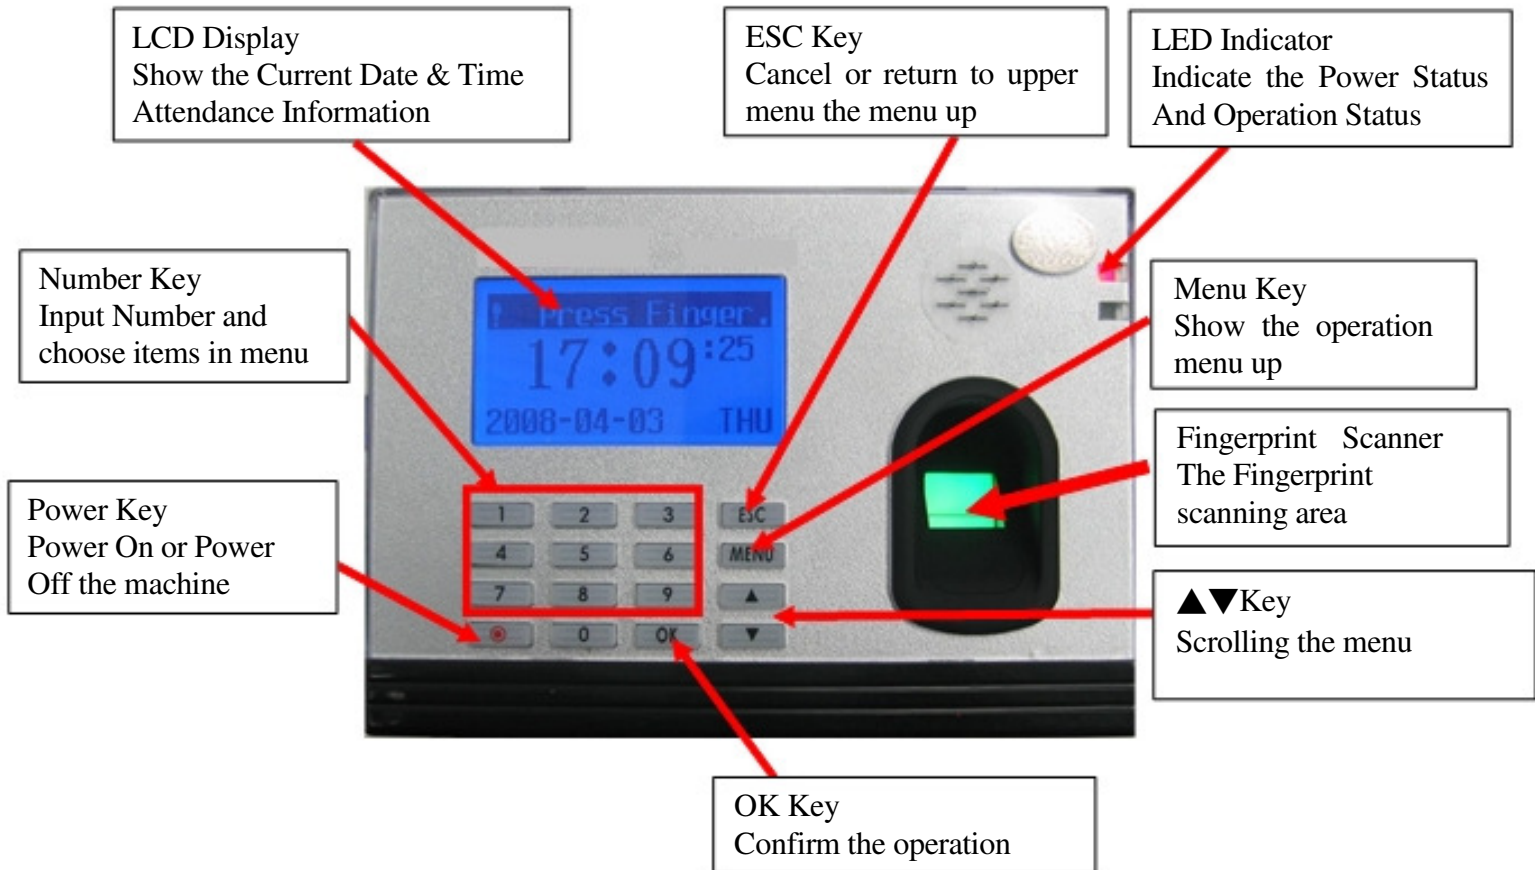 LCD Display
Show the Current Date & Time
Attendance Information
ESC Key
Cancel or return to upper
menu the menu up
LED Indicator
Indicate the Power Status
And Operation Status
Number Key
Input Number and
choose items in menu
Menu Key
Show the operation
menu up
! Press Finger.
17:09:25
2008-04-03 THU
Fingerprint Scanner
The Fingerprint
scanning area
Power Key
Power On or Power
Off the machine
1 2 3 ESC
4 5 6 MENU
7 8 9 ▲
0 OK ▼
▲▼Key
Scrolling the menu
OK Key
Confirm the operation